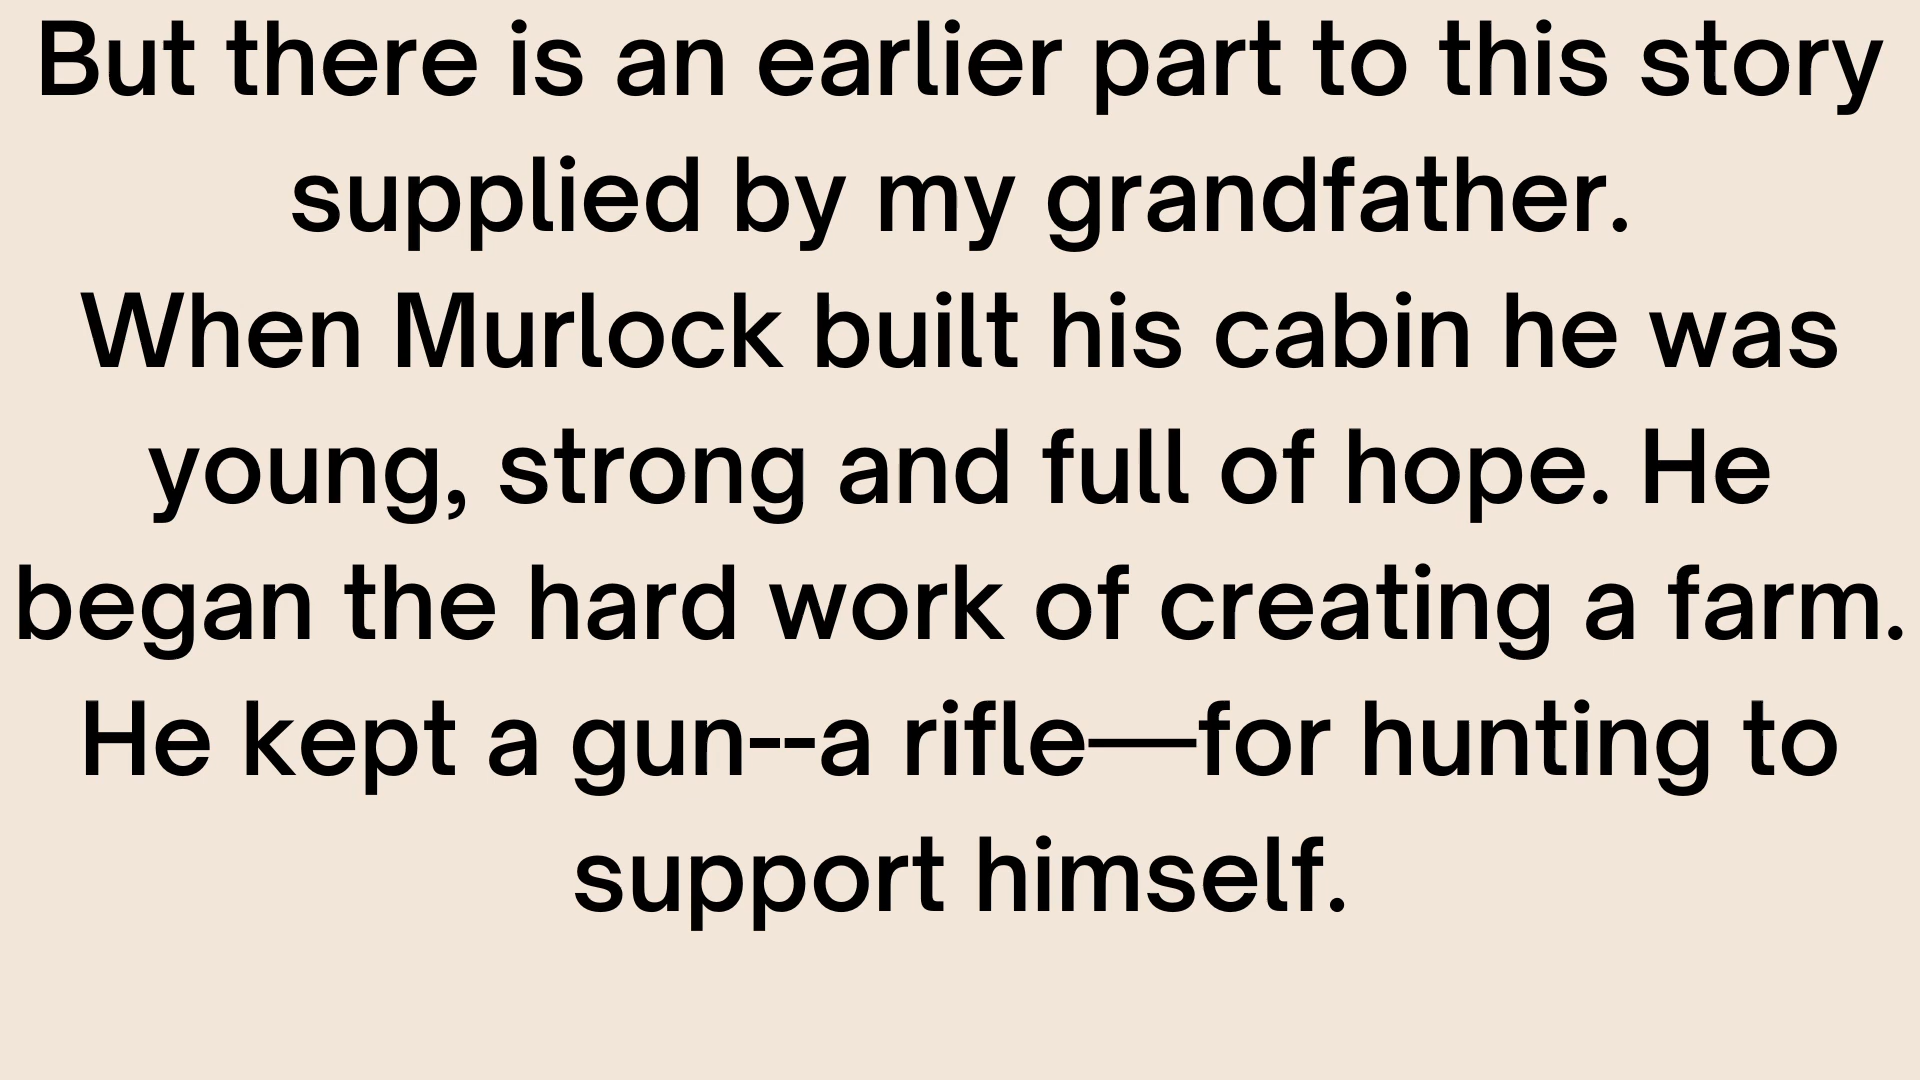 But there is an earlier part to this story
supplied by my grandfather.
When Murlock built his cabin he was
young, strong and full of hope. He
began the hard work of creating a farm.
He kept a gun--a rifle—for hunting to
support himself.